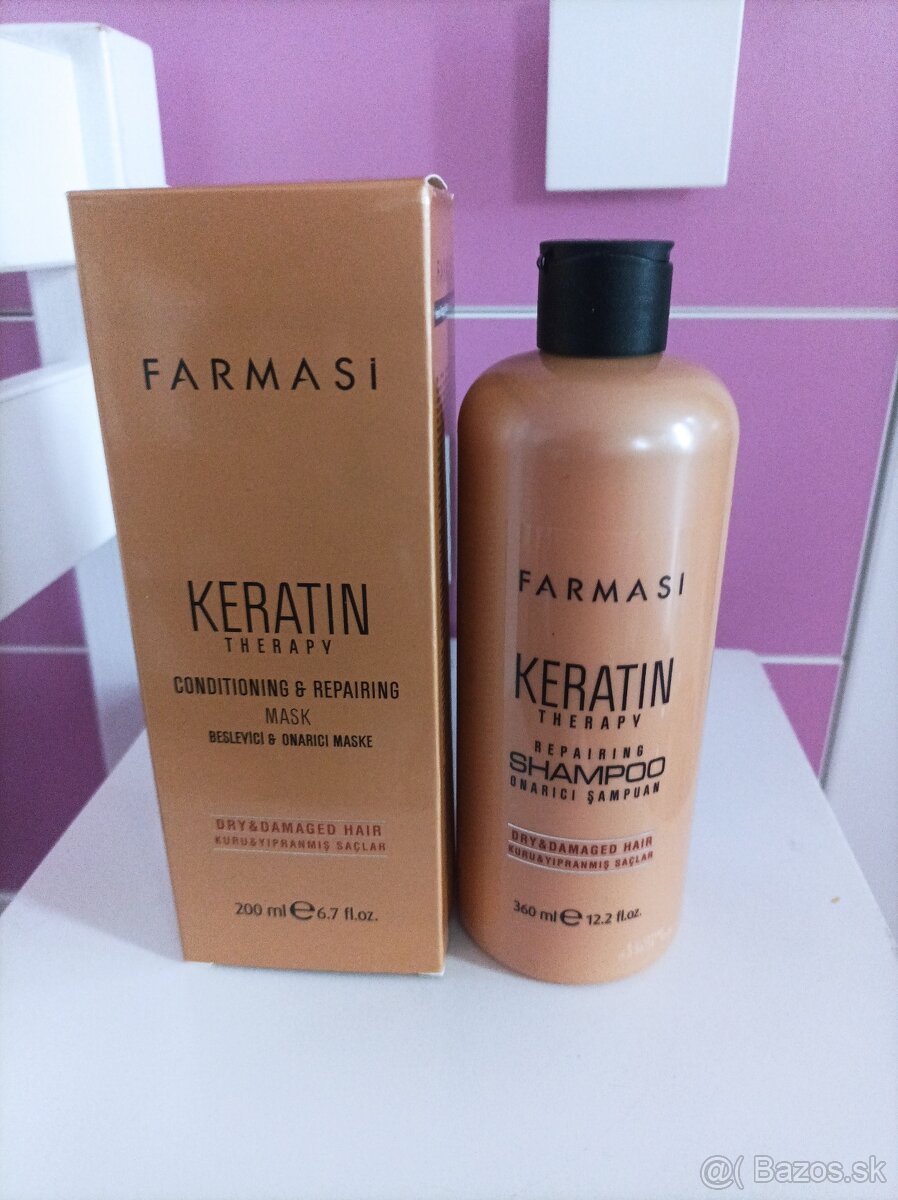 FARMASi
KERATIN
THERAPY
CONDITIONING & REPAIRING
MASK
BESLEYİCİ & ONARICI MASKE
DRY&DAMAGED HAIR
KURU&YIPRANMIŞ SAÇLAR
200 ml e 6.7 fl.oz.
FARMASI
KERATIN
THERAPY
REPAIRING
SHAMPOO
ONARICI ŞAMPUAN
DRY&DAMAGED HAIR
KURU&YIPRANMIŞ SAÇLAR
360 ml e 12.2 fl.oz.
@( Bazos.sk